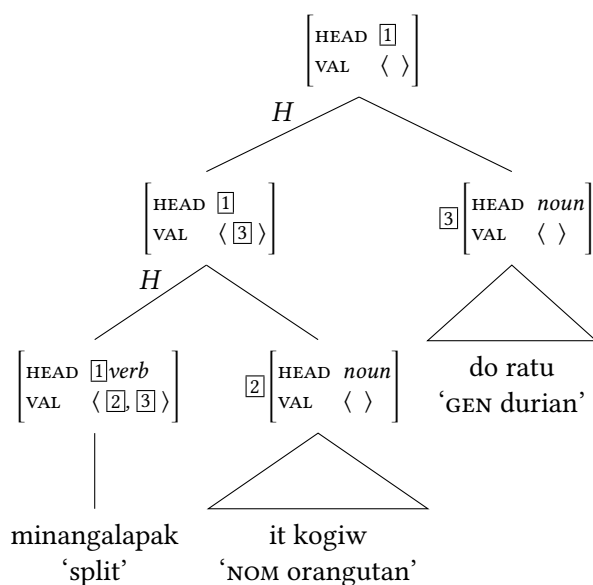 HEAD 1
VAL ⟨ ⟩
H
HEAD 1
VAL ⟨ 3 ⟩
3 HEAD noun
VAL ⟨ ⟩
H
HEAD 1 verb
VAL ⟨ 2, 3 ⟩
2 HEAD noun
VAL ⟨ ⟩
do ratu
‘GEN durian’
minangalapak
‘split’
it kogiw
‘NOM orangutan’